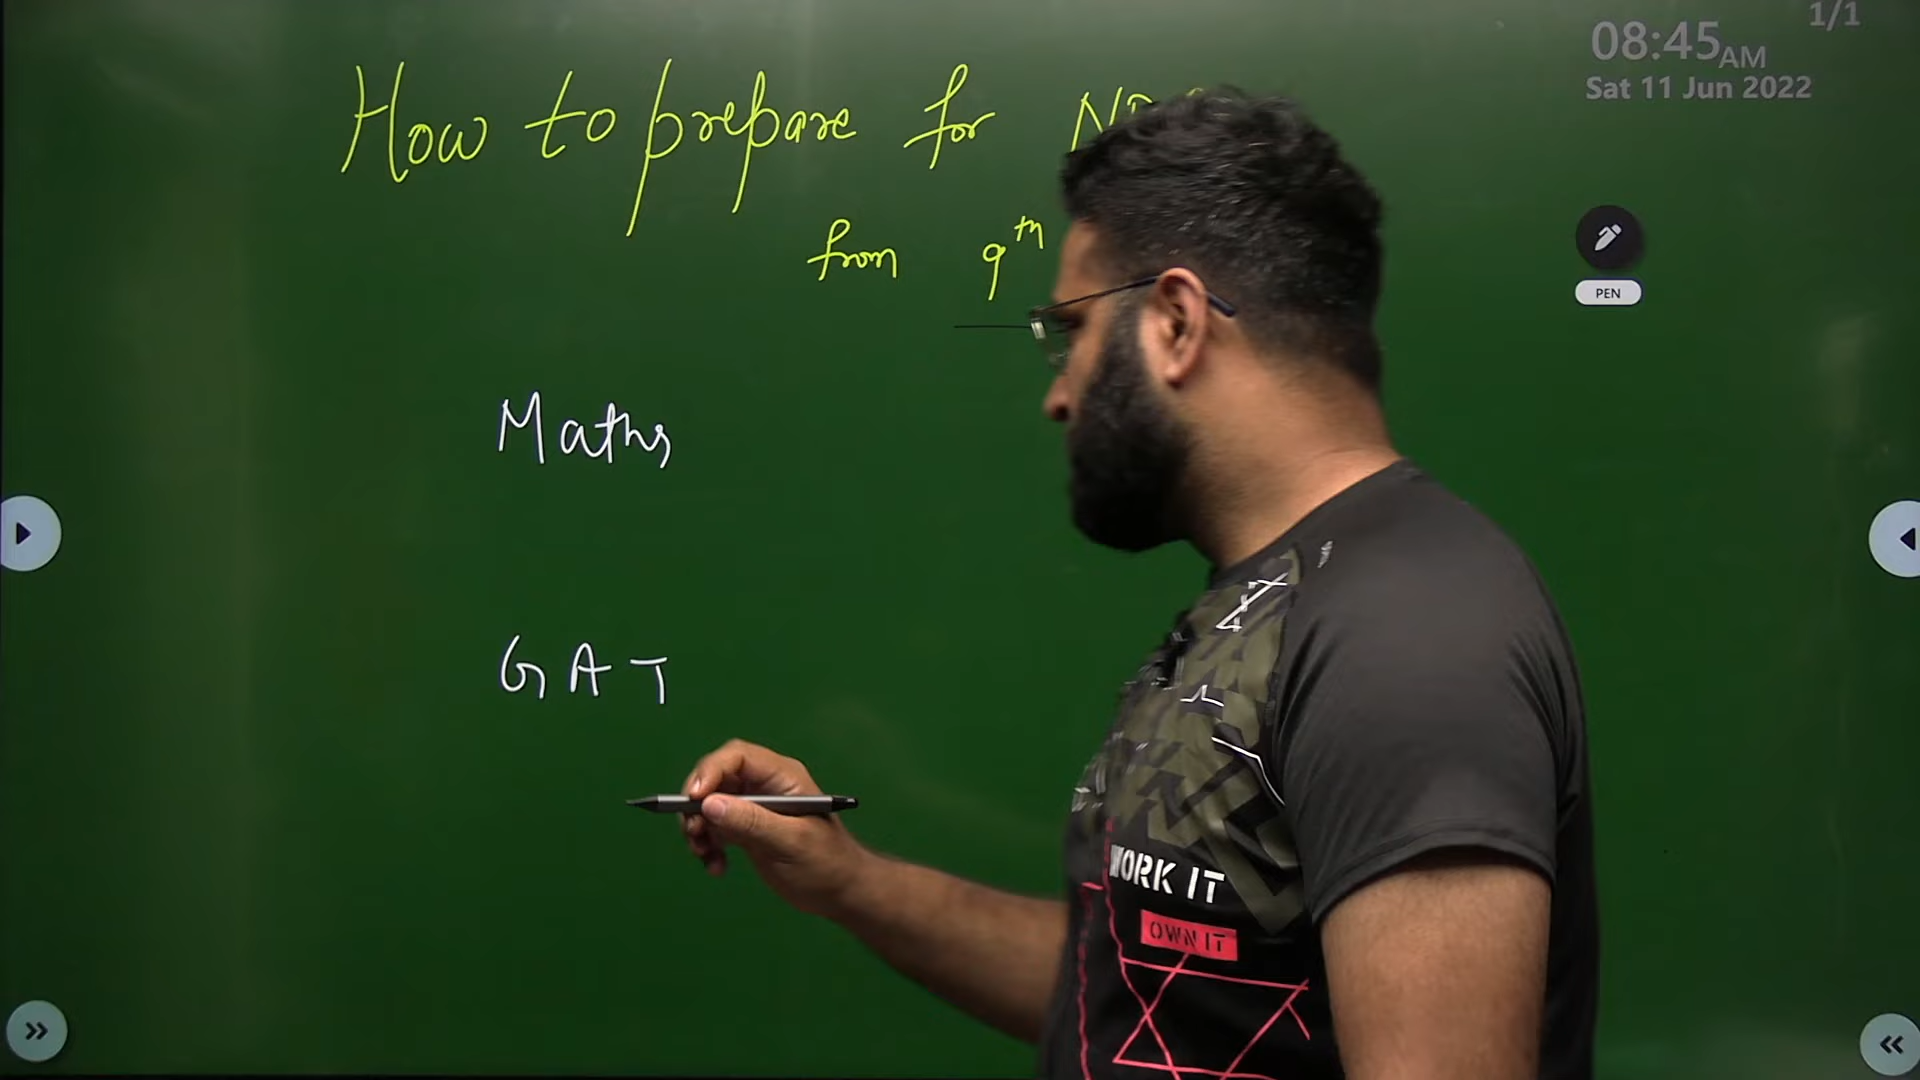 1/1
08:45AM
Sat 11 Jun 2022
How to prepare for
from 9th
PEN
Maths
GAT
WORK IT
OWN IT